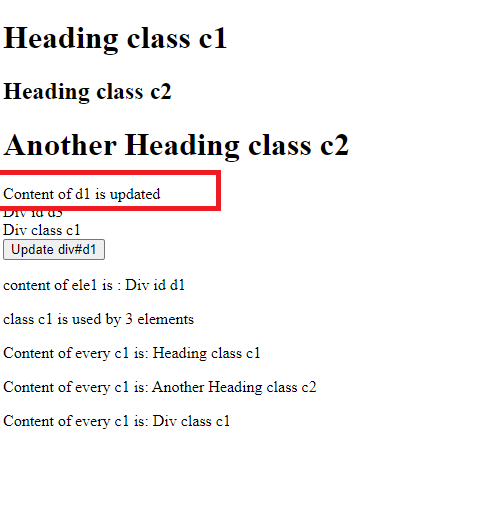 Heading class c1
Heading class c2
Another Heading class c2
Content of d1 is updated
Div id d3
Div class c1
Update div#d1
content of ele1 is : Div id d1
class c1 is used by 3 elements
Content of every c1 is: Heading class c1
Content of every c1 is: Another Heading class c2
Content of every c1 is: Div class c1